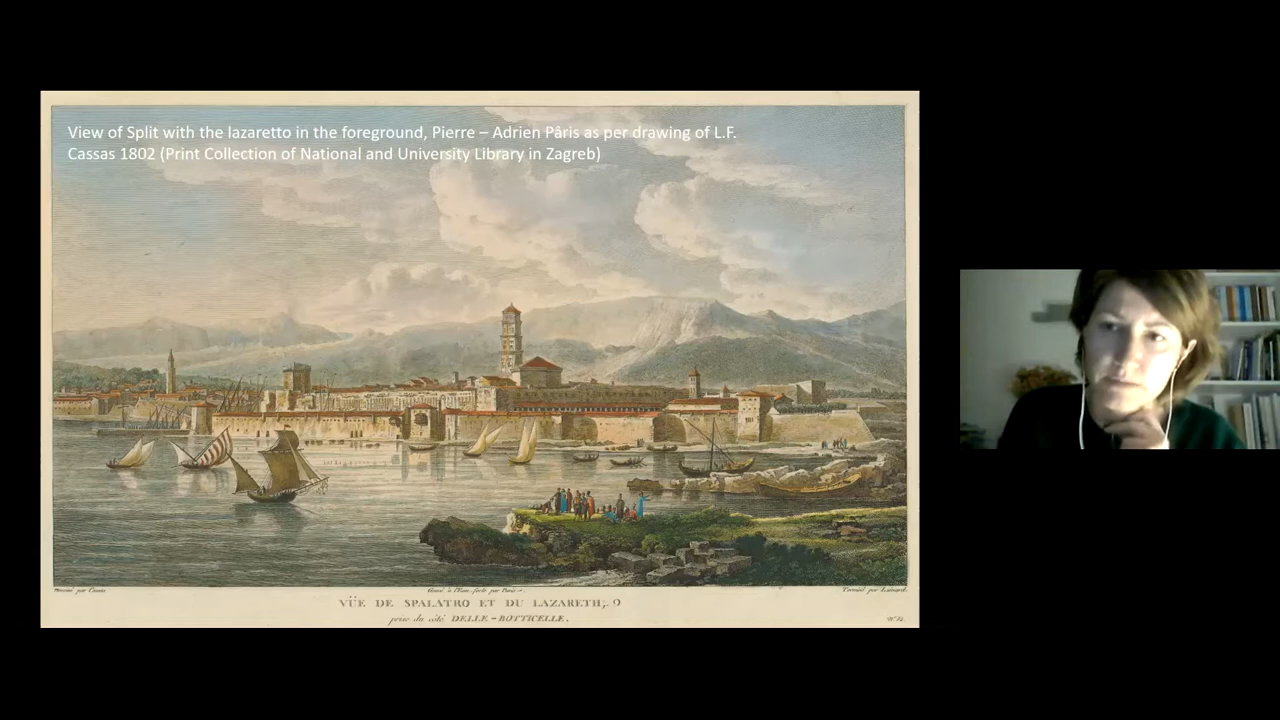 View of Split with the lazaretto in the foreground, Pierre – Adrien Pâris as per drawing of L.F.
Cassas 1802 (Print Collection of National and University Library in Zagreb)
VÜE DE SPALATRO ET DU LAZARETH,
prise du côté DELLE-BOTTICELLE.